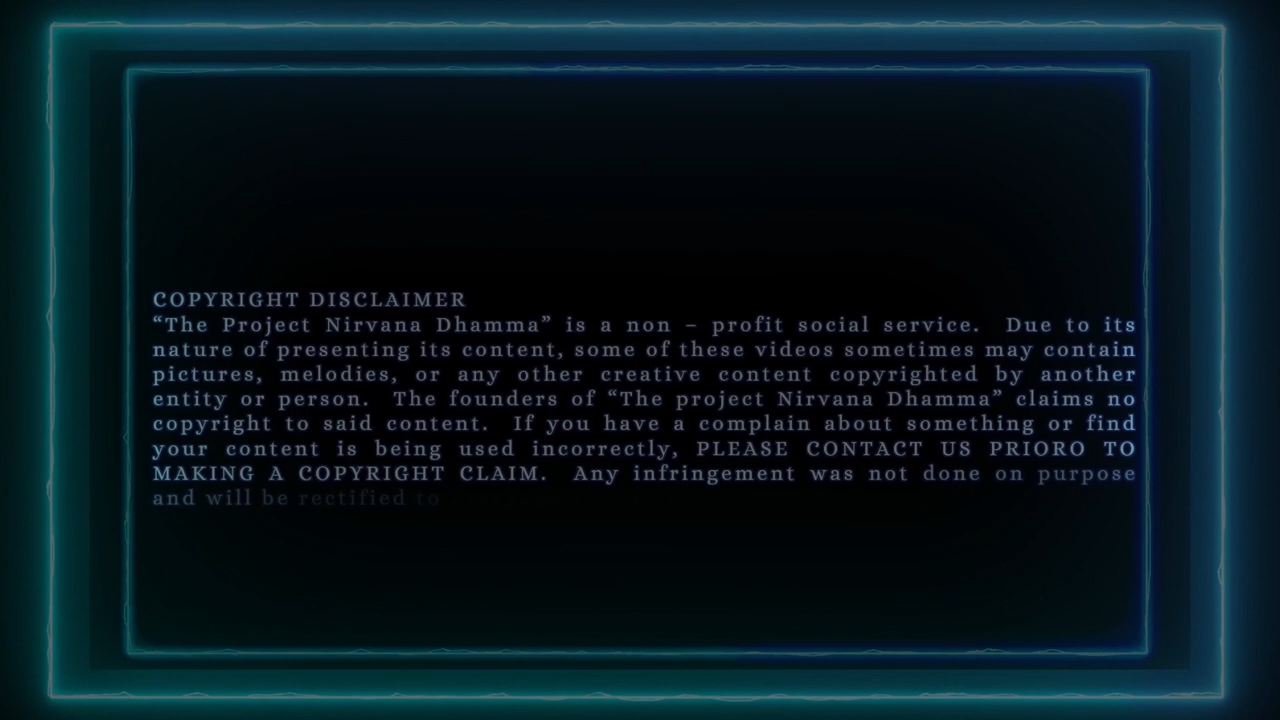 COPYRIGHT DISCLAIMER
“The Project Nirvana Dhamma” is a non – profit social service. Due to its
nature of presenting its content, some of these videos sometimes may contain
pictures, melodies, or any other creative content copyrighted by another
entity or person. The founders of “The project Nirvana Dhamma” claims no
copyright to said content. If you have a complain about something or find
your content is being used incorrectly, PLEASE CONTACT US PRIORO TO
MAKING A COPYRIGHT CLAIM. Any infringement was not done on purpose
and will be rectified to